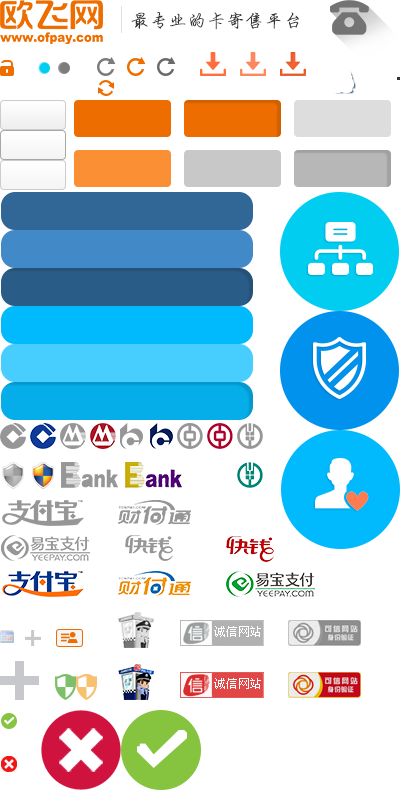 欧飞网
www.ofpay.com
最专业的卡寄售平台
Bank Bank
支付宝 财付通
易宝支付 快钱 快钱
YEEPAY.COM
支付宝 财付通 易宝支付
YEEPAY.COM
信 诚信网站 可信网站
身份验证
信 诚信网站 可信网站
身份验证